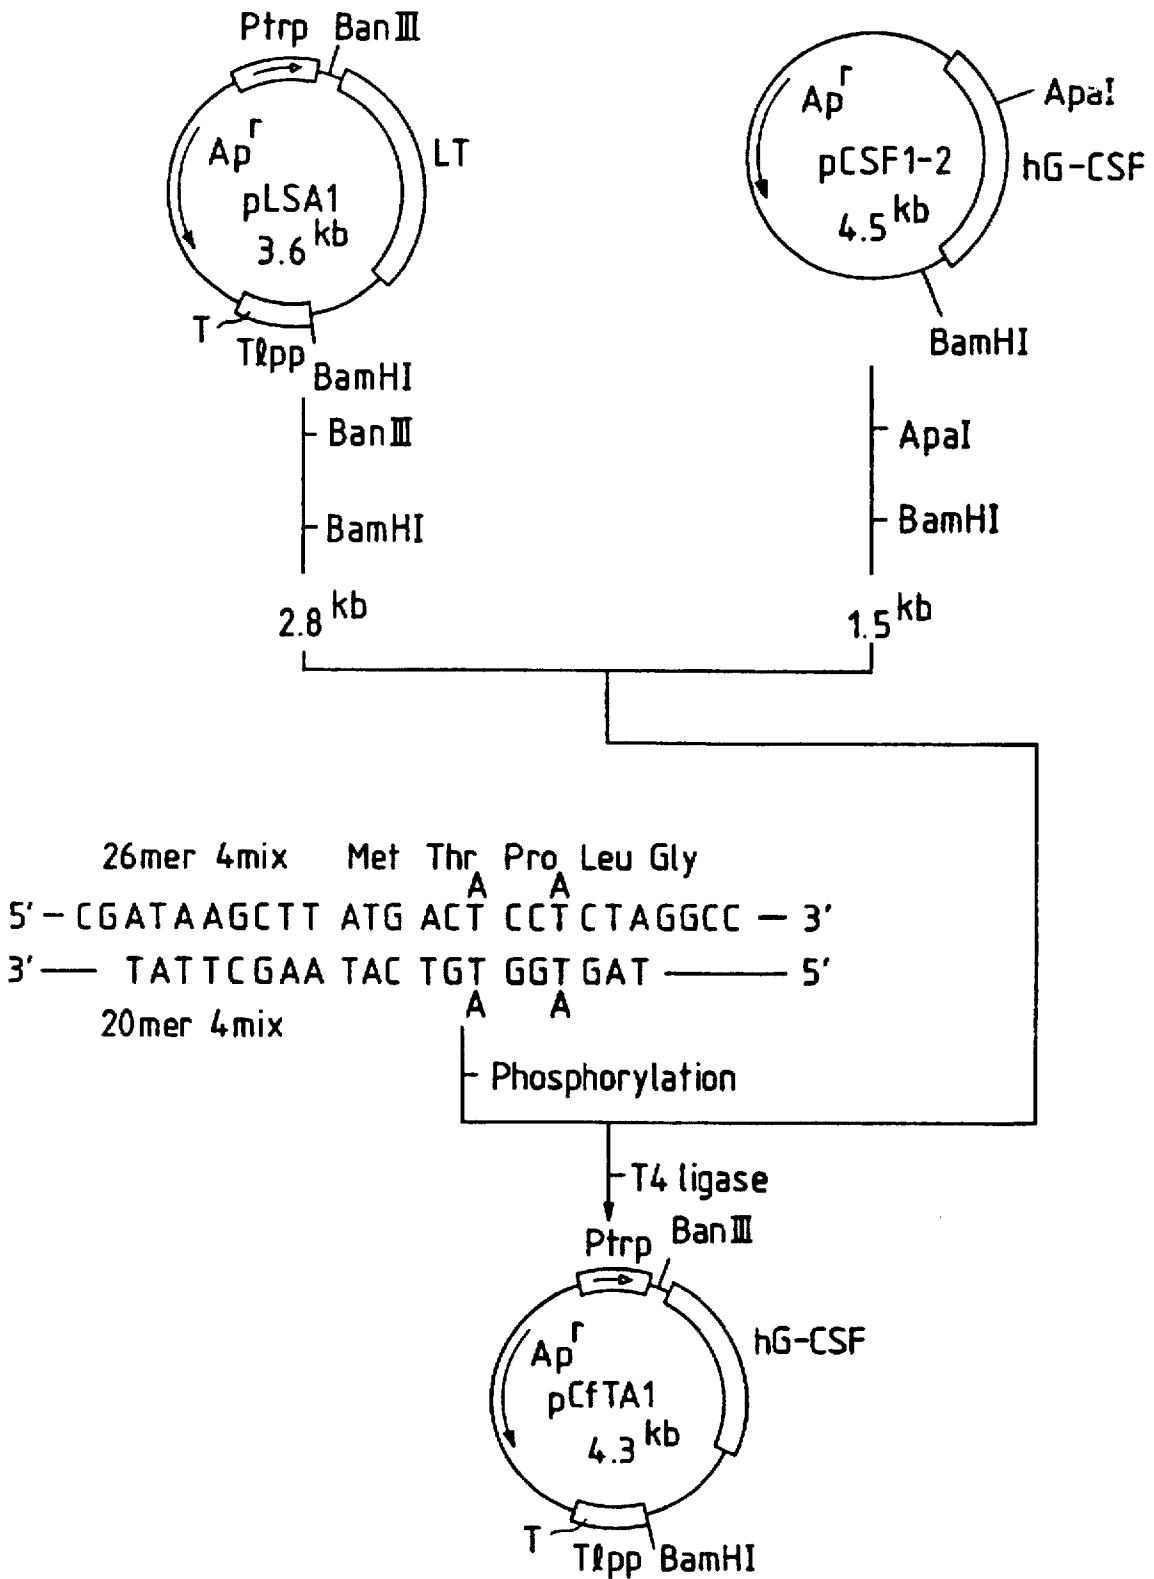 Ptrp BanIII
Apʳ
LT
pLSA1
3.6 kb
T
Tlpp
BamHI
BanIII
BamHI
2.8 kb
Apʳ
ApaI
pCSF1-2
hG-CSF
4.5 kb
BamHI
ApaI
BamHI
1.5 kb
26mer 4mix Met Thr Pro Leu Gly
A A
5'- CGATAAGCTT ATG ACT CCT CTAGGCC — 3'
3'— TATTCGAA TAC TGT GGT GAT — 5'
A A
20mer 4mix
Phosphorylation
T4 ligase
Ptrp BanIII
Apʳ
hG-CSF
pCfTA1
4.3 kb
T
Tlpp BamHI